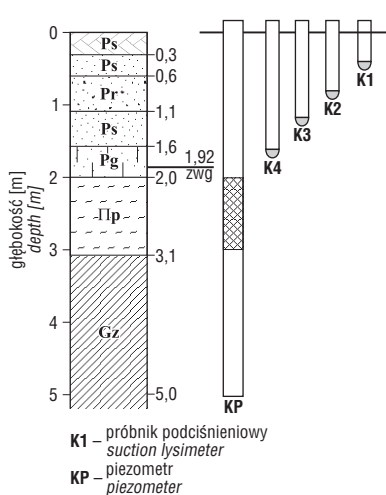 głębokość [m]
depth [m]
0
1
2
3
4
5
Ps
Ps
Pr
Ps
Pg
Πp
Gz
0,3
0,6
1,1
1,6
2,0
3,1
5,0
1,92
zwg
K4
K3
K2
K1
KP
K1 – próbnik podciśnieniowy
suction lysimeter
KP – piezometr
piezometer